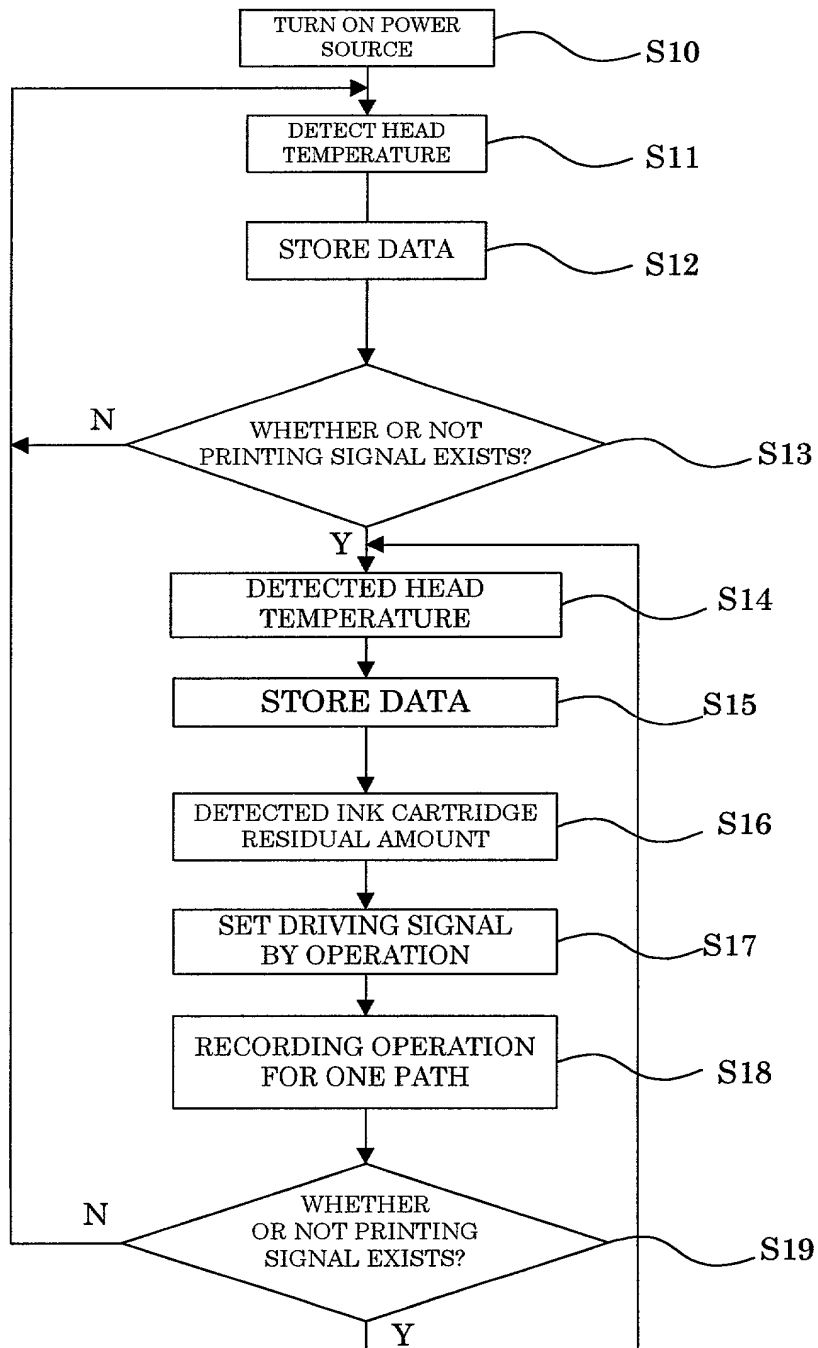 TURN ON POWER
SOURCE
S10
DETECT HEAD
TEMPERATURE
S11
STORE DATA
S12
N
WHETHER OR NOT
PRINTING SIGNAL EXISTS?
S13
Y
DETECTED HEAD
TEMPERATURE
S14
STORE DATA
S15
DETECTED INK CARTRIDGE
RESIDUAL AMOUNT
S16
SET DRIVING SIGNAL
BY OPERATION
S17
RECORDING OPERATION
FOR ONE PATH
S18
N
WHETHER
OR NOT PRINTING
SIGNAL EXISTS?
S19
Y